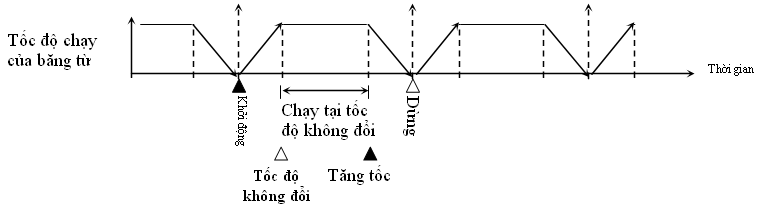 Tốc độ chạy
của băng từ
Thời gian
Khởi động
Chạy tại tốc
độ không đổi
Dừng
Tốc độ
không đổi
Tăng tốc